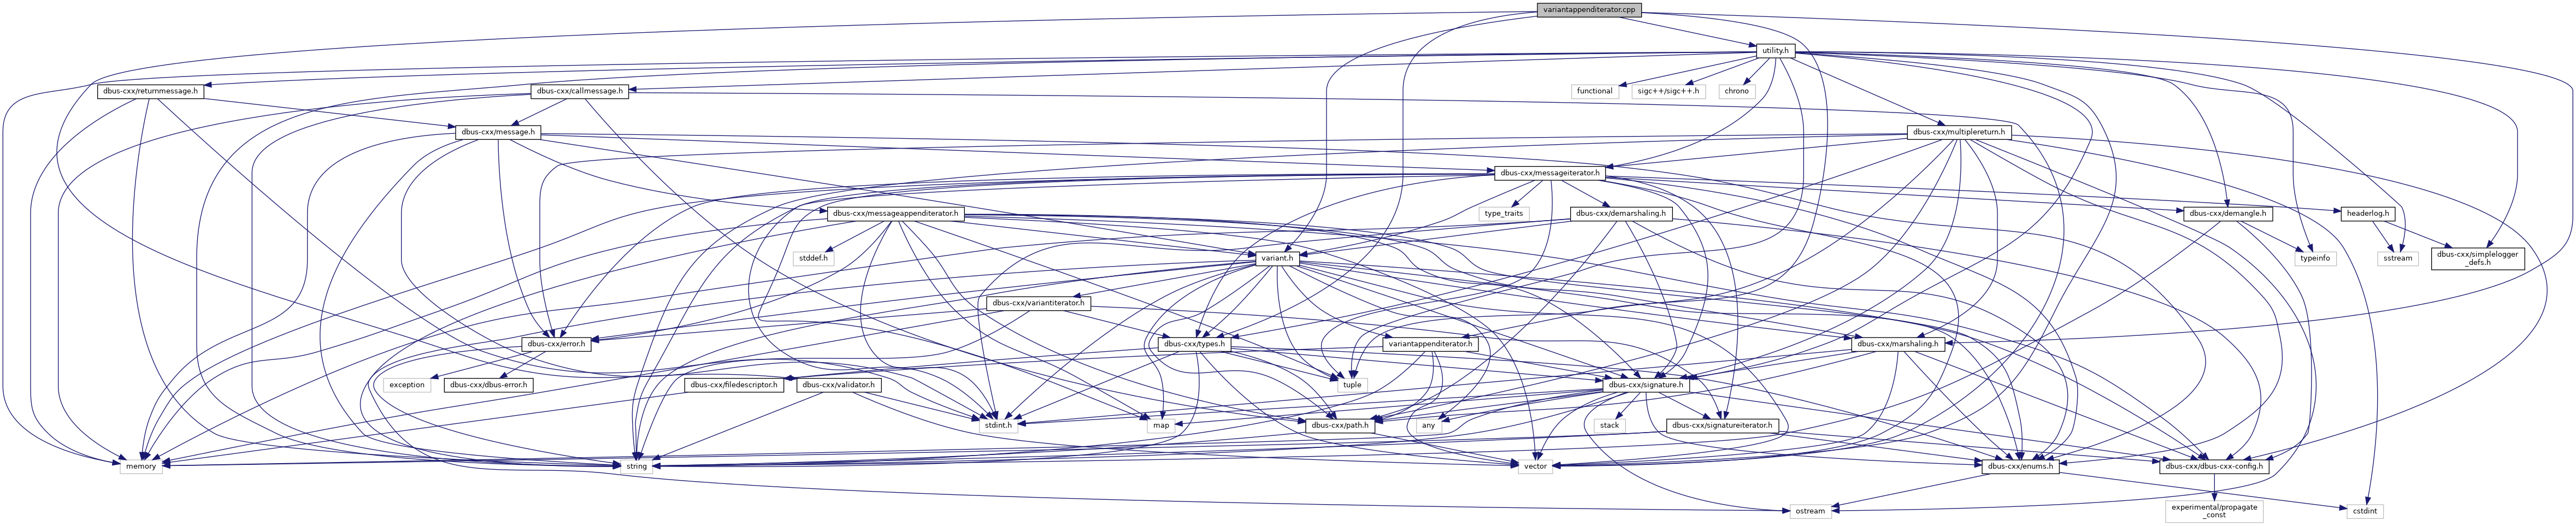 variantappenditerator.cpp
utility.h
dbus-cxx/returnmessage.h
dbus-cxx/callmessage.h
functional
sigc++/sigc++.h
chrono
dbus-cxx/message.h
dbus-cxx/multiplereturn.h
dbus-cxx/messageiterator.h
dbus-cxx/messageappenditerator.h
type_traits
dbus-cxx/demarshaling.h
dbus-cxx/demangle.h
headerlog.h
stddef.h
variant.h
typeinfo
sstream
dbus-cxx/simplelogger
_defs.h
dbus-cxx/variantiterator.h
dbus-cxx/error.h
dbus-cxx/types.h
variantappenditerator.h
dbus-cxx/marshaling.h
exception
dbus-cxx/dbus-error.h
dbus-cxx/filedescriptor.h
dbus-cxx/validator.h
tuple
dbus-cxx/signature.h
stdint.h
map
dbus-cxx/path.h
any
stack
dbus-cxx/signatureiterator.h
memory
string
vector
dbus-cxx/enums.h
dbus-cxx/dbus-cxx-config.h
ostream
experimental/propagate
_const
cstdint